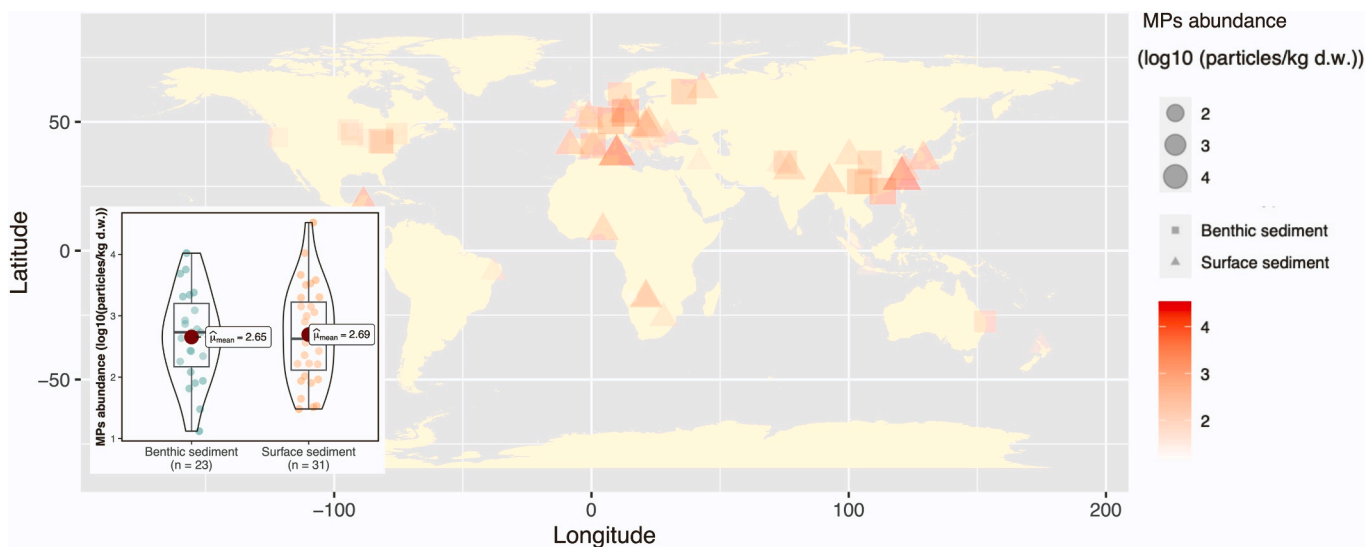 MPs abundance
(log10 (particles/kg d.w.))
2
3
4
Benthic sediment
Surface sediment
4
3
2
Latitude
50
0
−50
−100
0
100
200
Longitude
MPs abundance (log10(particles/kg d.w.))
4
3
2
1
μ̂mean = 2.65
μ̂mean = 2.69
Benthic sediment
(n = 23)
Surface sediment
(n = 31)